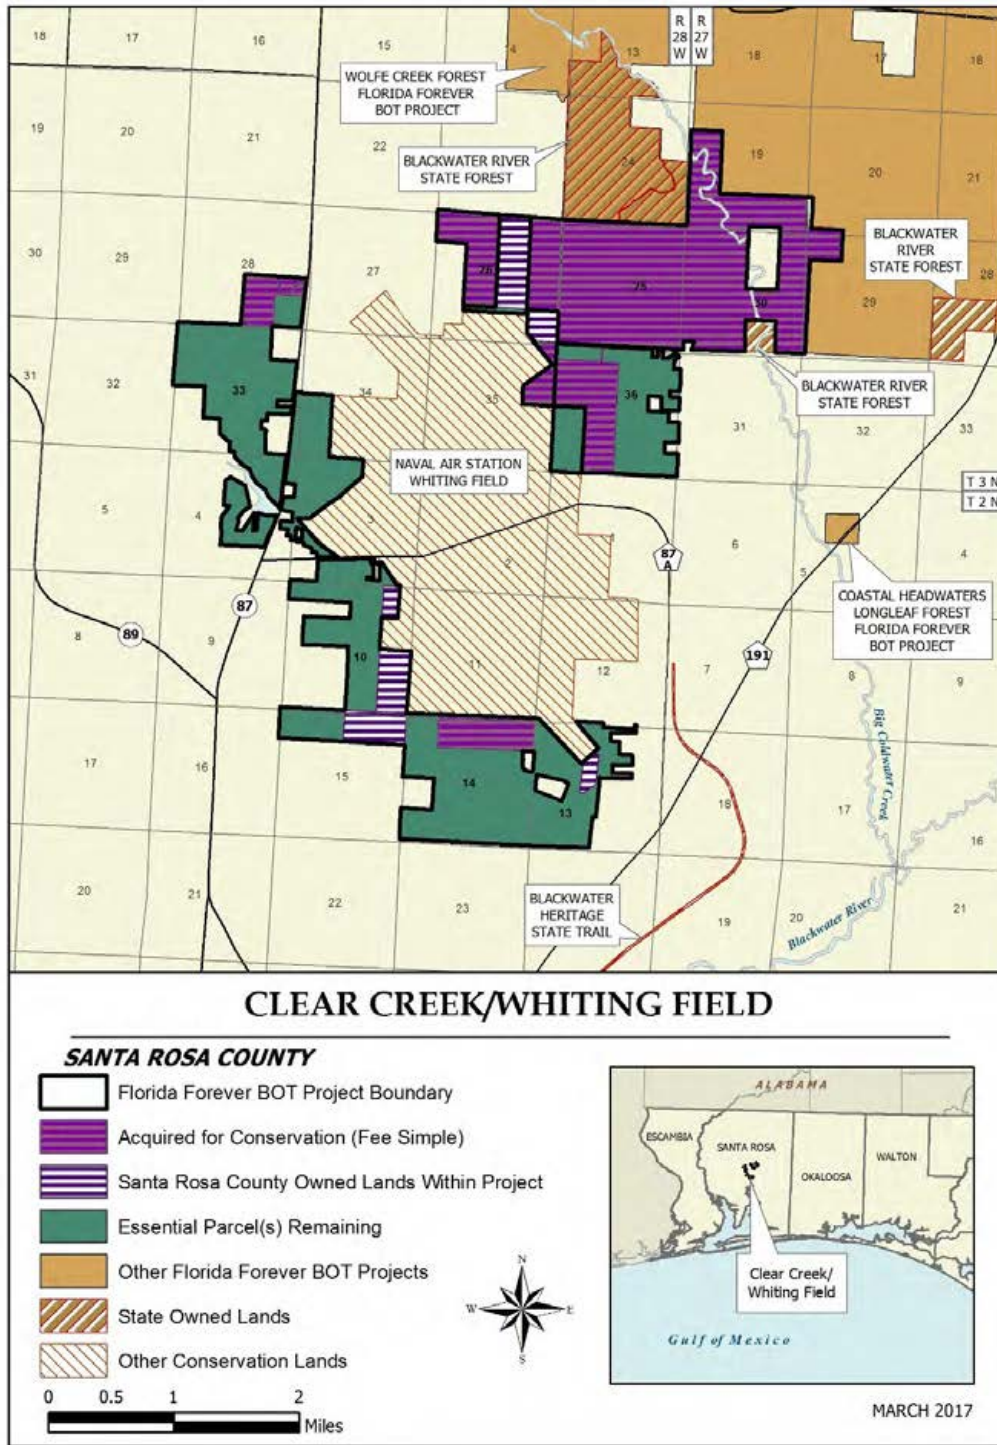 18
17
16
15
14
13
R
28
W
R
27
W
18
17
18
WOLFE CREEK FOREST
FLORIDA FOREVER
BOT PROJECT
19
20
21
22
24
19
20
21
BLACKWATER RIVER
STATE FOREST
BLACKWATER
RIVER
STATE FOREST
30
29
28
27
26
25
30
29
28
31
32
33
34
35
36
31
32
33
BLACKWATER RIVER
STATE FOREST
NAVAL AIR STATION
WHITING FIELD
T 3 N
T 2 N
5
4
3
2
87
A
6
5
4
COASTAL HEADWATERS
LONGLEAF FOREST
FLORIDA FOREVER
BOT PROJECT
87
89
8
9
10
11
12
7
191
8
9
Big Coldwater Creek
17
16
15
14
13
18
17
16
20
21
22
23
BLACKWATER
HERITAGE
STATE TRAIL
19
20
21
Blackwater River
CLEAR CREEK/WHITING FIELD
SANTA ROSA COUNTY
Florida Forever BOT Project Boundary
Acquired for Conservation (Fee Simple)
Santa Rosa County Owned Lands Within Project
Essential Parcel(s) Remaining
Other Florida Forever BOT Projects
State Owned Lands
Other Conservation Lands
0 0.5 1 2
Miles
N
W E
S
ALABAMA
ESCAMBIA
SANTA ROSA
OKALOOSA
WALTON
Clear Creek/
Whiting Field
Gulf of Mexico
MARCH 2017